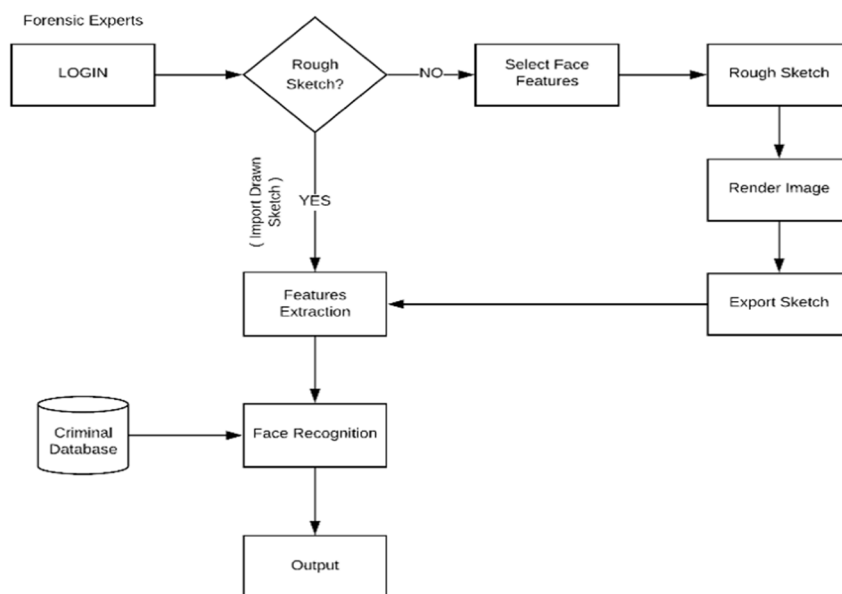 Forensic Experts
LOGIN
Rough
Sketch?
NO
Select Face
Features
Rough Sketch
Render Image
( Import Drawn
Sketch )
YES
Features
Extraction
Export Sketch
Criminal
Database
Face Recognition
Output